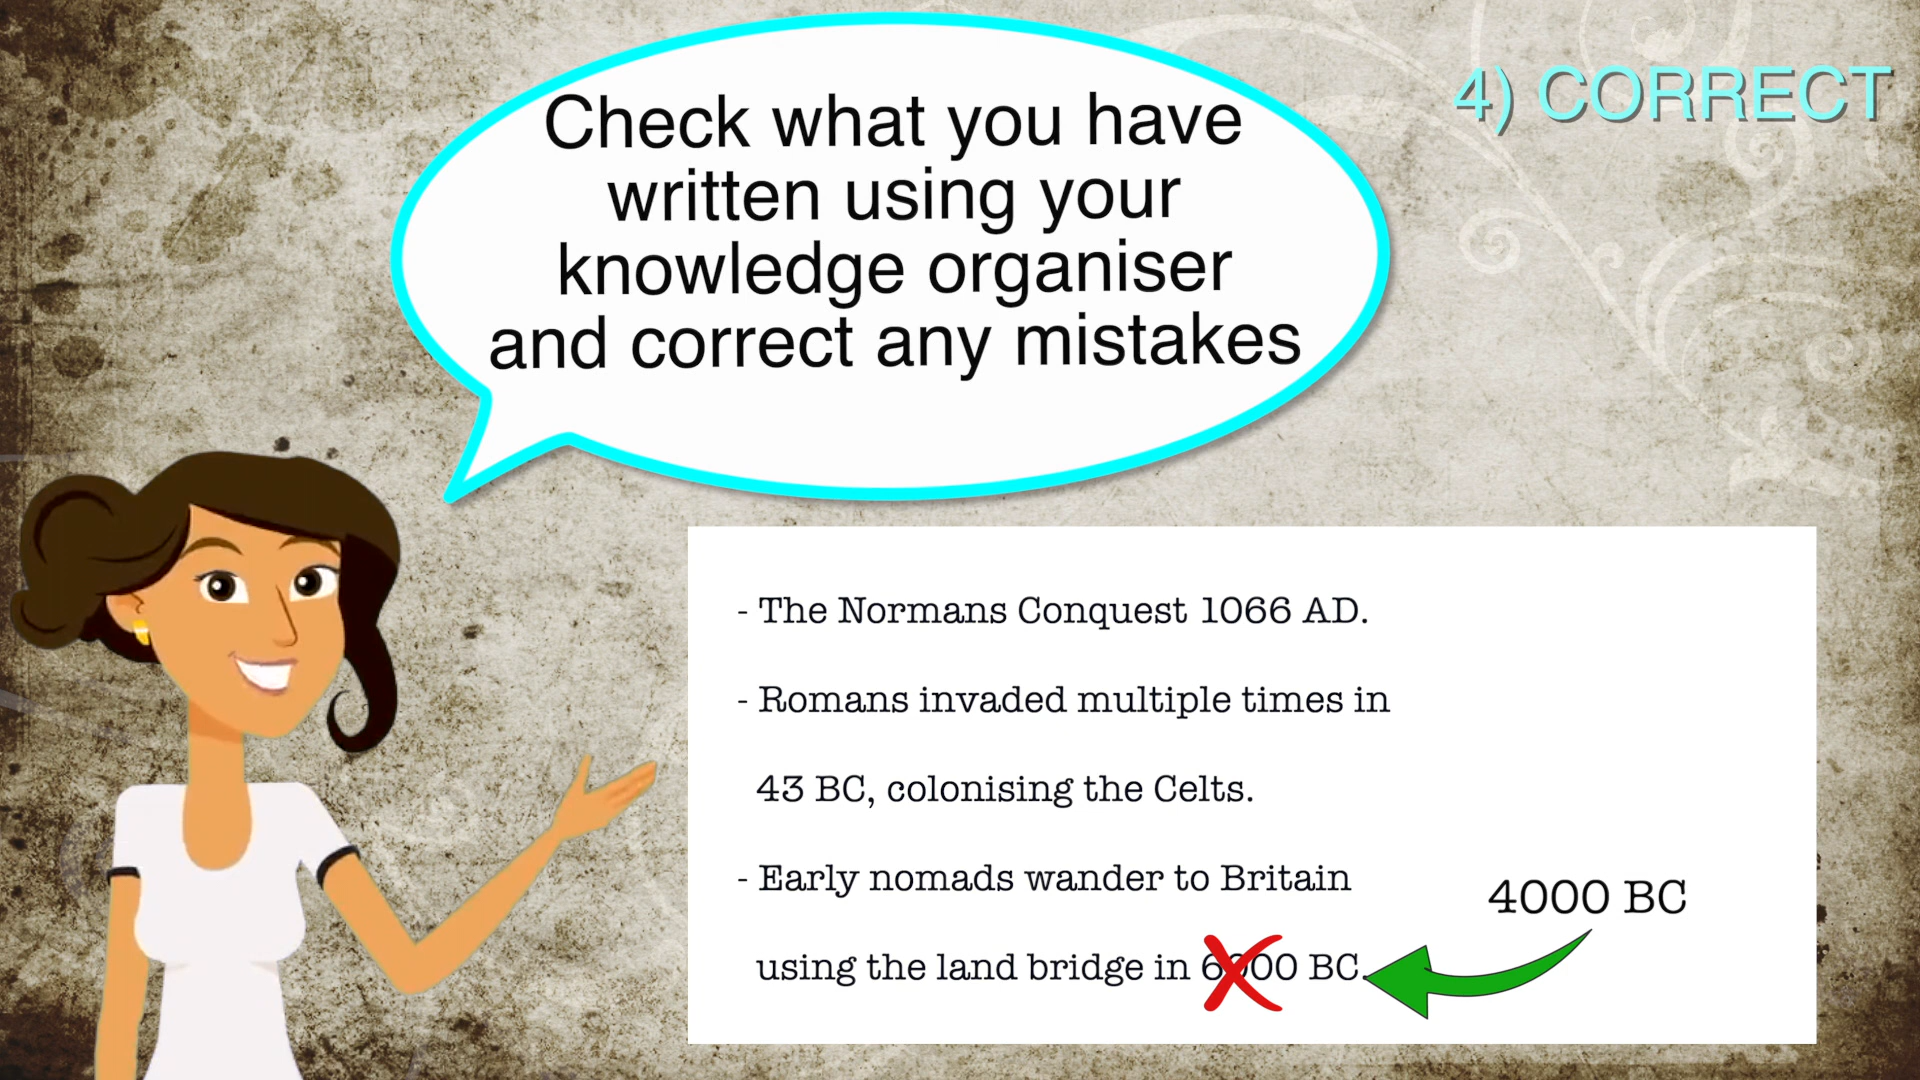 4) CORRECT
Check what you have
written using your
knowledge organiser
and correct any mistakes
- The Normans Conquest 1066 AD.
- Romans invaded multiple times in
43 BC, colonising the Celts.
- Early nomads wander to Britain
4000 BC
using the land bridge in 6000 BC.